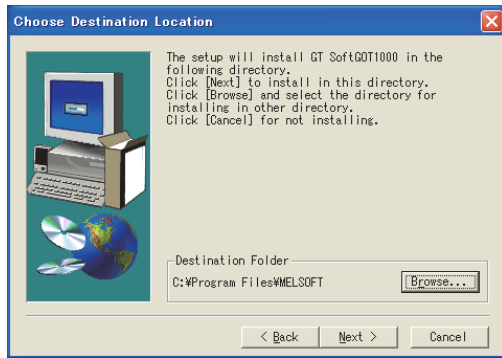 Choose Destination Location
The setup will install GT SoftGOT1000 in the
following directory.
Click [Next] to install in this directory.
Click [Browse] and select the directory for
installing in other directory.
Click [Cancel] for not installing.
Destination Folder
C:¥Program Files¥MELSOFT
Browse...
< Back
Next >
Cancel